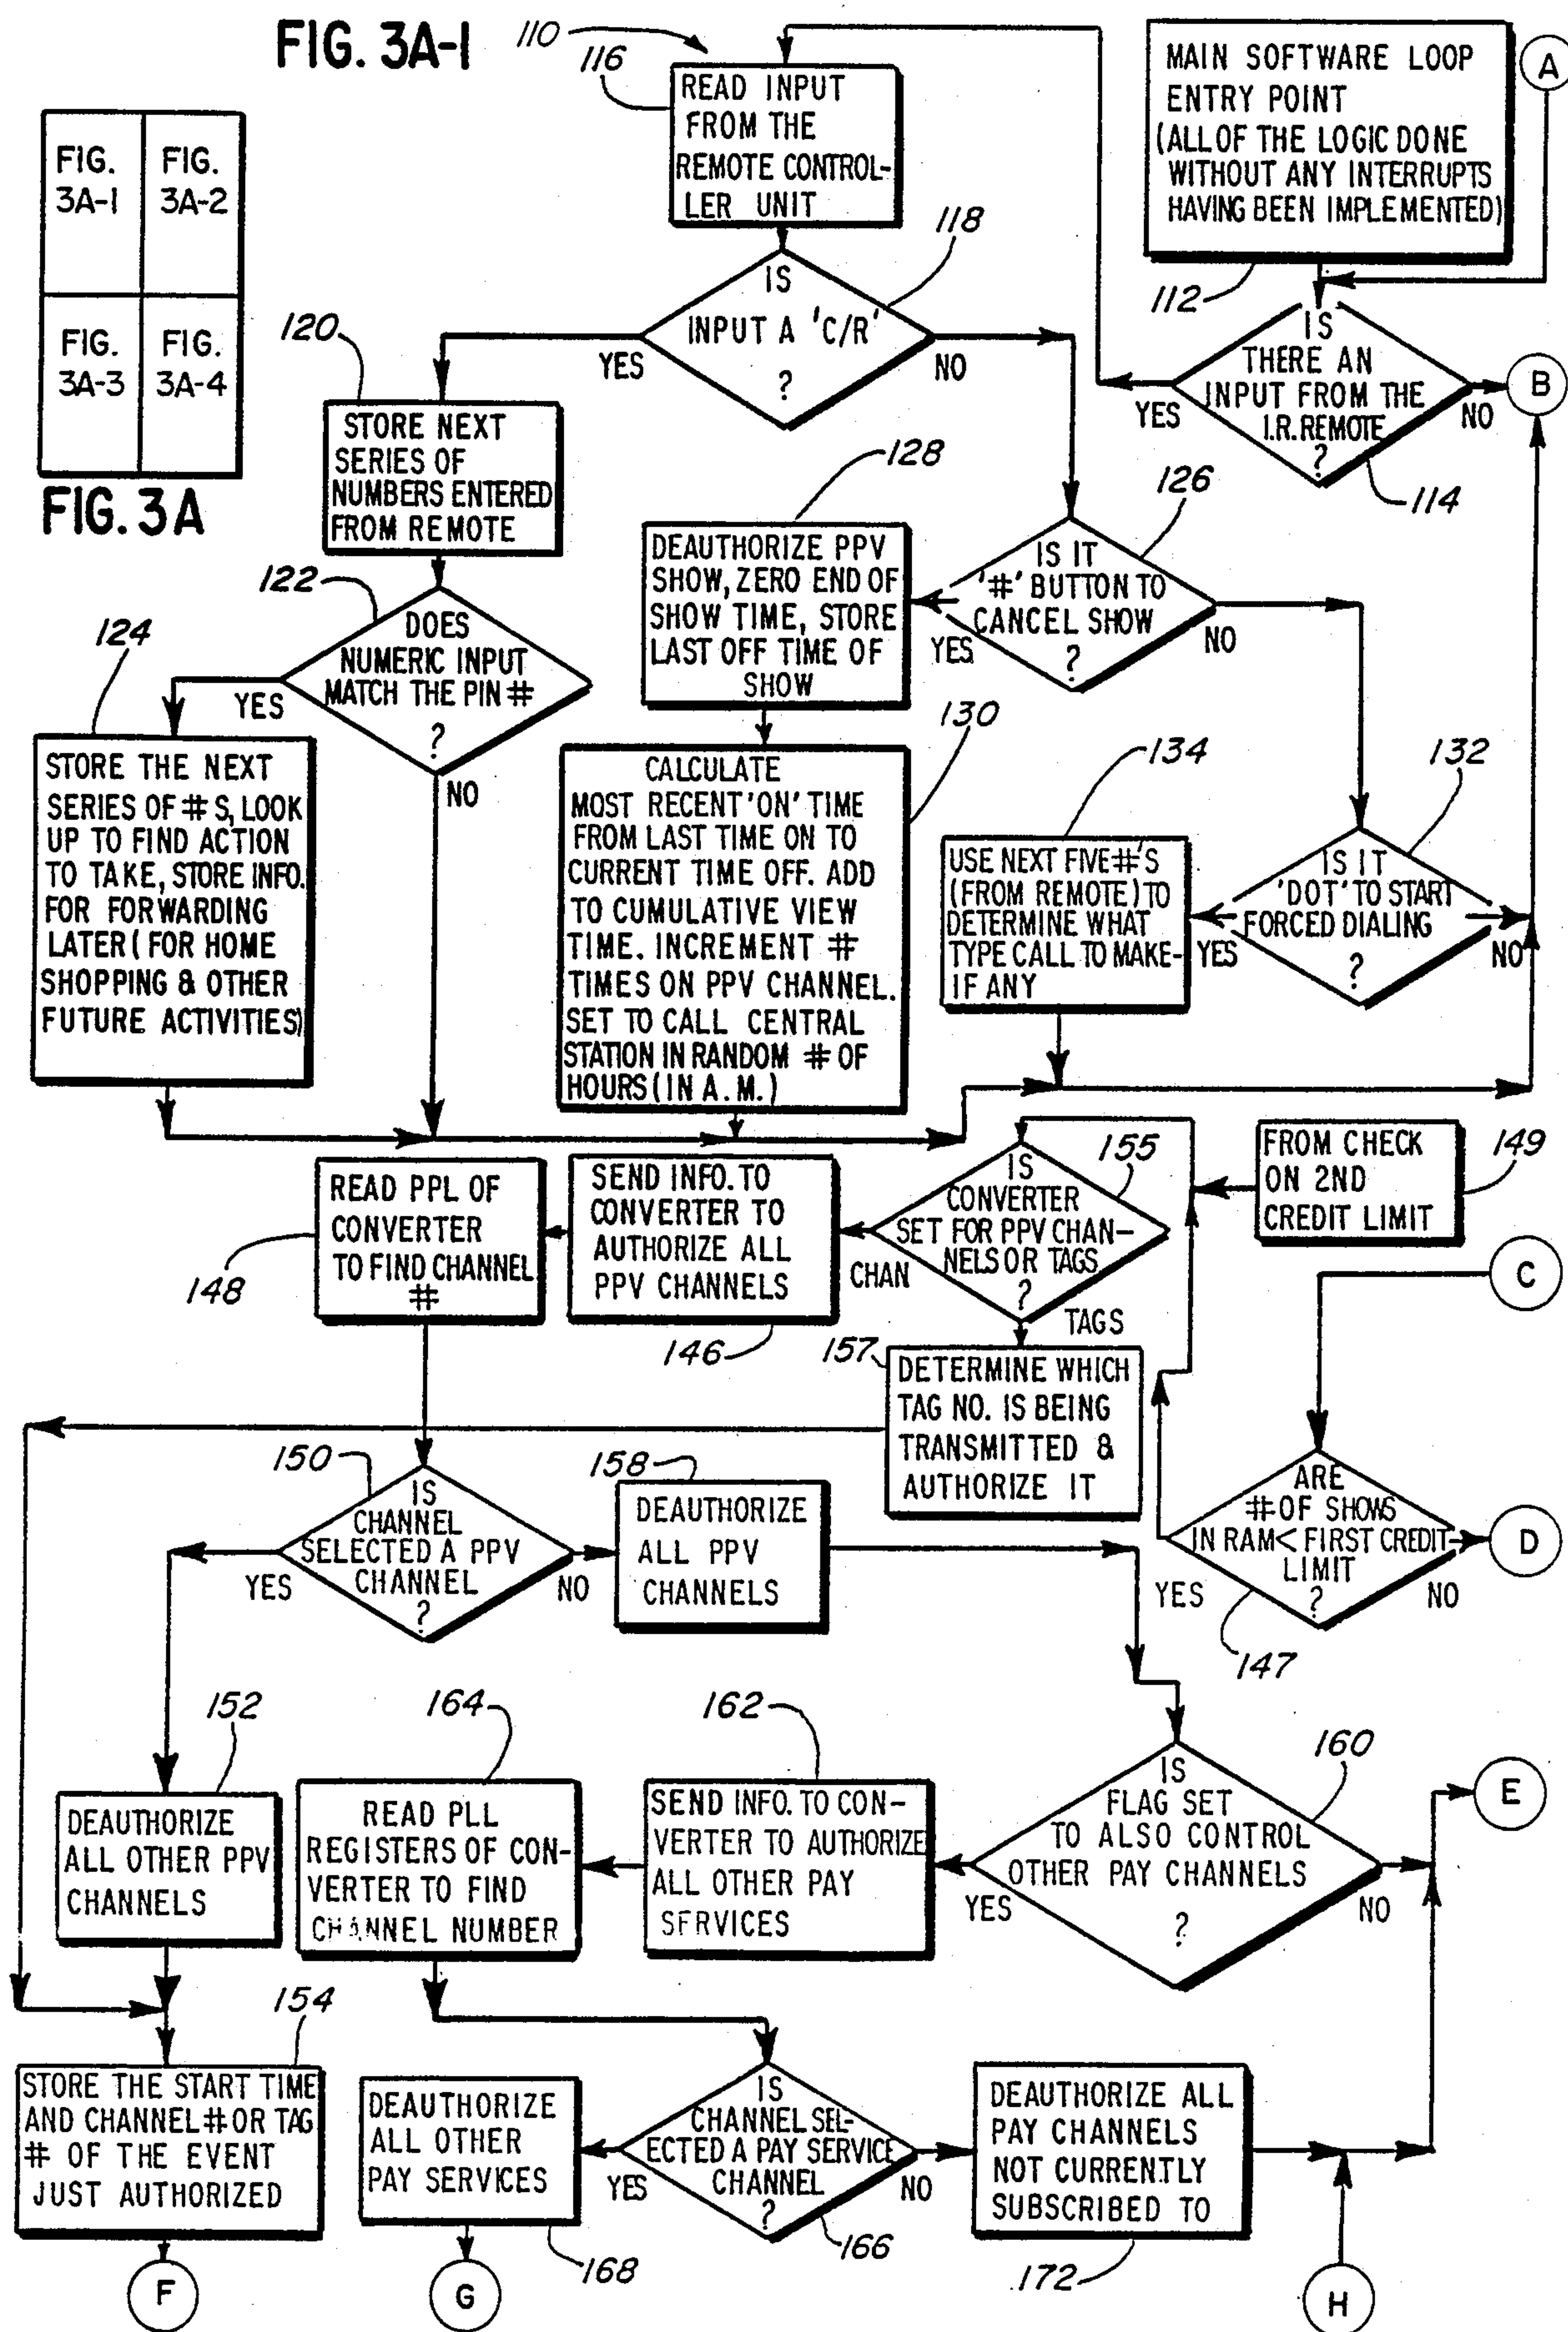 FIG. 3A-1
110
116
READ INPUT
FROM THE
REMOTE CONTROL-
LER UNIT
MAIN SOFTWARE LOOP
ENTRY POINT
(ALL OF THE LOGIC DONE
WITHOUT ANY INTERRUPTS
HAVING BEEN IMPLEMENTED)
A
FIG.
3A-1
FIG.
3A-2
FIG.
3A-3
FIG.
3A-4
FIG. 3A
118
IS
INPUT A 'C/R'
?
YES
NO
112
IS
THERE AN
INPUT FROM THE
I.R. REMOTE
?
YES
NO
114
B
120
STORE NEXT
SERIES OF
NUMBERS ENTERED
FROM REMOTE
128
DEAUTHORIZE PPV
SHOW, ZERO END OF
SHOW TIME, STORE
LAST OFF TIME OF
SHOW
126
IS IT
'#' BUTTON TO
CANCEL SHOW
?
YES
NO
122
DOES
NUMERIC INPUT
MATCH THE PIN #
?
YES
NO
124
STORE THE NEXT
SERIES OF # S, LOOK
UP TO FIND ACTION
TO TAKE, STORE INFO.
FOR FORWARDING
LATER (FOR HOME
SHOPPING & OTHER
FUTURE ACTIVITIES)
130
CALCULATE
MOST RECENT 'ON' TIME
FROM LAST TIME ON TO
CURRENT TIME OFF. ADD
TO CUMULATIVE VIEW
TIME. INCREMENT #
TIMES ON PPV CHANNEL.
SET TO CALL CENTRAL
STATION IN RANDOM # OF
HOURS (IN A.M.)
134
USE NEXT FIVE #'S
(FROM REMOTE) TO
DETERMINE WHAT
TYPE CALL TO MAKE-
IF ANY
132
IS IT
'DOT' TO START
FORCED DIALING
?
YES
NO
READ PPL OF
CONVERTER
TO FIND CHANNEL
#
148
SEND INFO. TO
CONVERTER TO
AUTHORIZE ALL
PPV CHANNELS
146
155
IS
CONVERTER
SET FOR PPV CHAN-
NELS OR TAGS
?
CHAN
TAGS
FROM CHECK
ON 2ND
CREDIT LIMIT
149
C
157
DETERMINE WHICH
TAG NO. IS BEING
TRANSMITTED &
AUTHORIZE IT
150
IS
CHANNEL
SELECTED A PPV
CHANNEL
?
YES
NO
158
DEAUTHORIZE
ALL PPV
CHANNELS
ARE
# OF SHOWS
IN RAM < FIRST CREDIT
LIMIT
?
YES
NO
147
D
152
DEAUTHORIZE
ALL OTHER PPV
CHANNELS
164
READ PLL
REGISTERS OF CON-
VERTER TO FIND
CHANNEL NUMBER
162
SEND INFO. TO CON-
VERTER TO AUTHORIZE
ALL OTHER PAY
SERVICES
160
IS
FLAG SET
TO ALSO CONTROL
OTHER PAY CHANNELS
?
YES
NO
E
154
STORE THE START TIME
AND CHANNEL # OR TAG
# OF THE EVENT
JUST AUTHORIZED
DEAUTHORIZE
ALL OTHER
PAY SERVICES
168
IS
CHANNEL SEL-
ECTED A PAY SERVICE
CHANNEL
?
YES
NO
166
DEAUTHORIZE ALL
PAY CHANNELS
NOT CURRENTLY
SUBSCRIBED TO
172
F
G
H